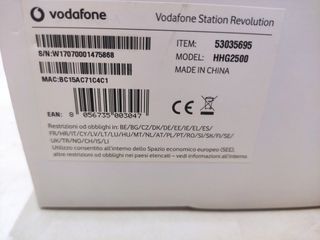 vodafone
Vodafone Station Revolution
S/N:W17070001475868
ITEM: 53035695
MODEL: HHG2500
MADE IN CHINA
MAC:BC15AC71C4C1
EAN: 8 056735 003047
Restrizioni od obblighi in: BE/BG/CZ/DK/DE/EE/IE/EL/ES/
FR/HR/IT/CY/LV/LT/LU/HU/MT/NL/AT/PL/PT/RO/SI/SK/FI/SE/
UK/TR/NO/CH/IS/LI
Utilizzo consentito all'interno dello Spazio economico europeo (SEE),
altre restrizioni nei paesi elencati – vedi informazioni all'interno